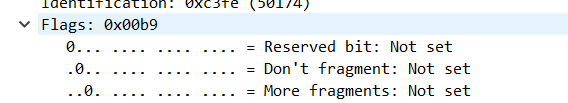 Identification: 0xc3fe (50174)
Flags: 0x00b9
0... .... .... .... = Reserved bit: Not set
.0.. .... .... .... = Don't fragment: Not set
..0. .... .... .... = More fragments: Not set